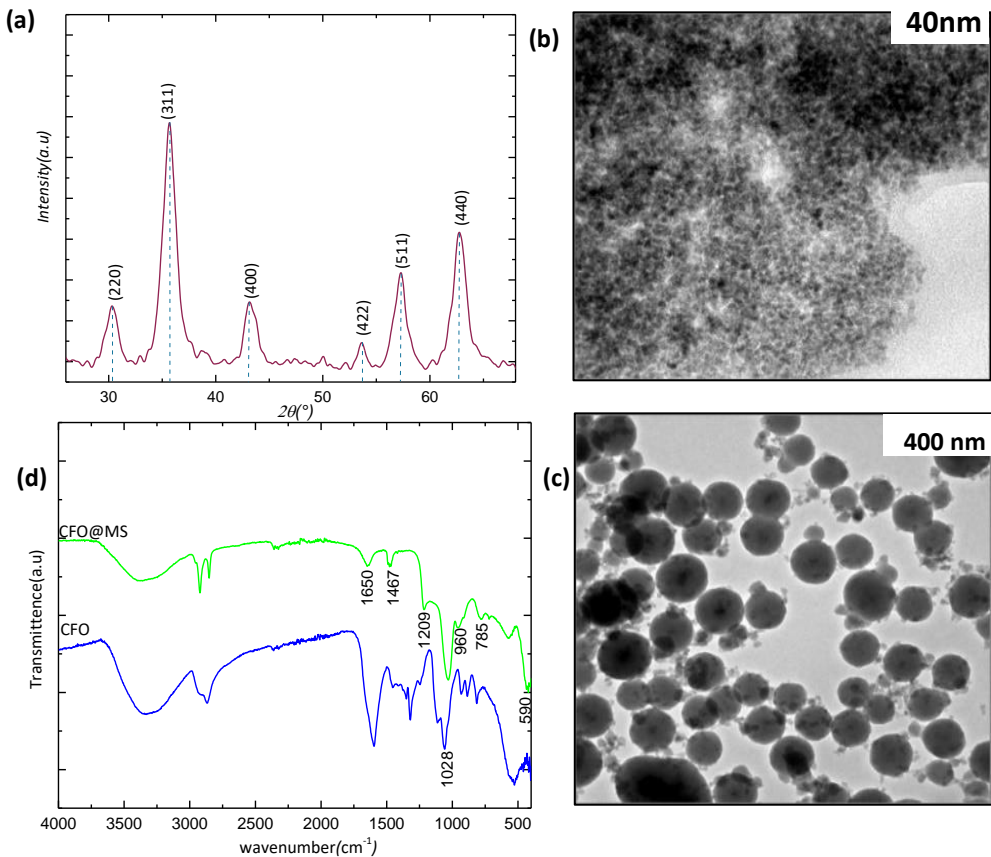 (a)
Intensity(a.u)
(220)
(311)
(400)
(422)
(511)
(440)
30
40
50
60
2θ(°)
(b)
40nm
(d)
Transmittence(a.u)
CFO@MS
CFO
1650
1467
1209
960
785
590
1028
4000
3500
3000
2500
2000
1500
1000
500
wavenumber(cm⁻¹)
(c)
400 nm